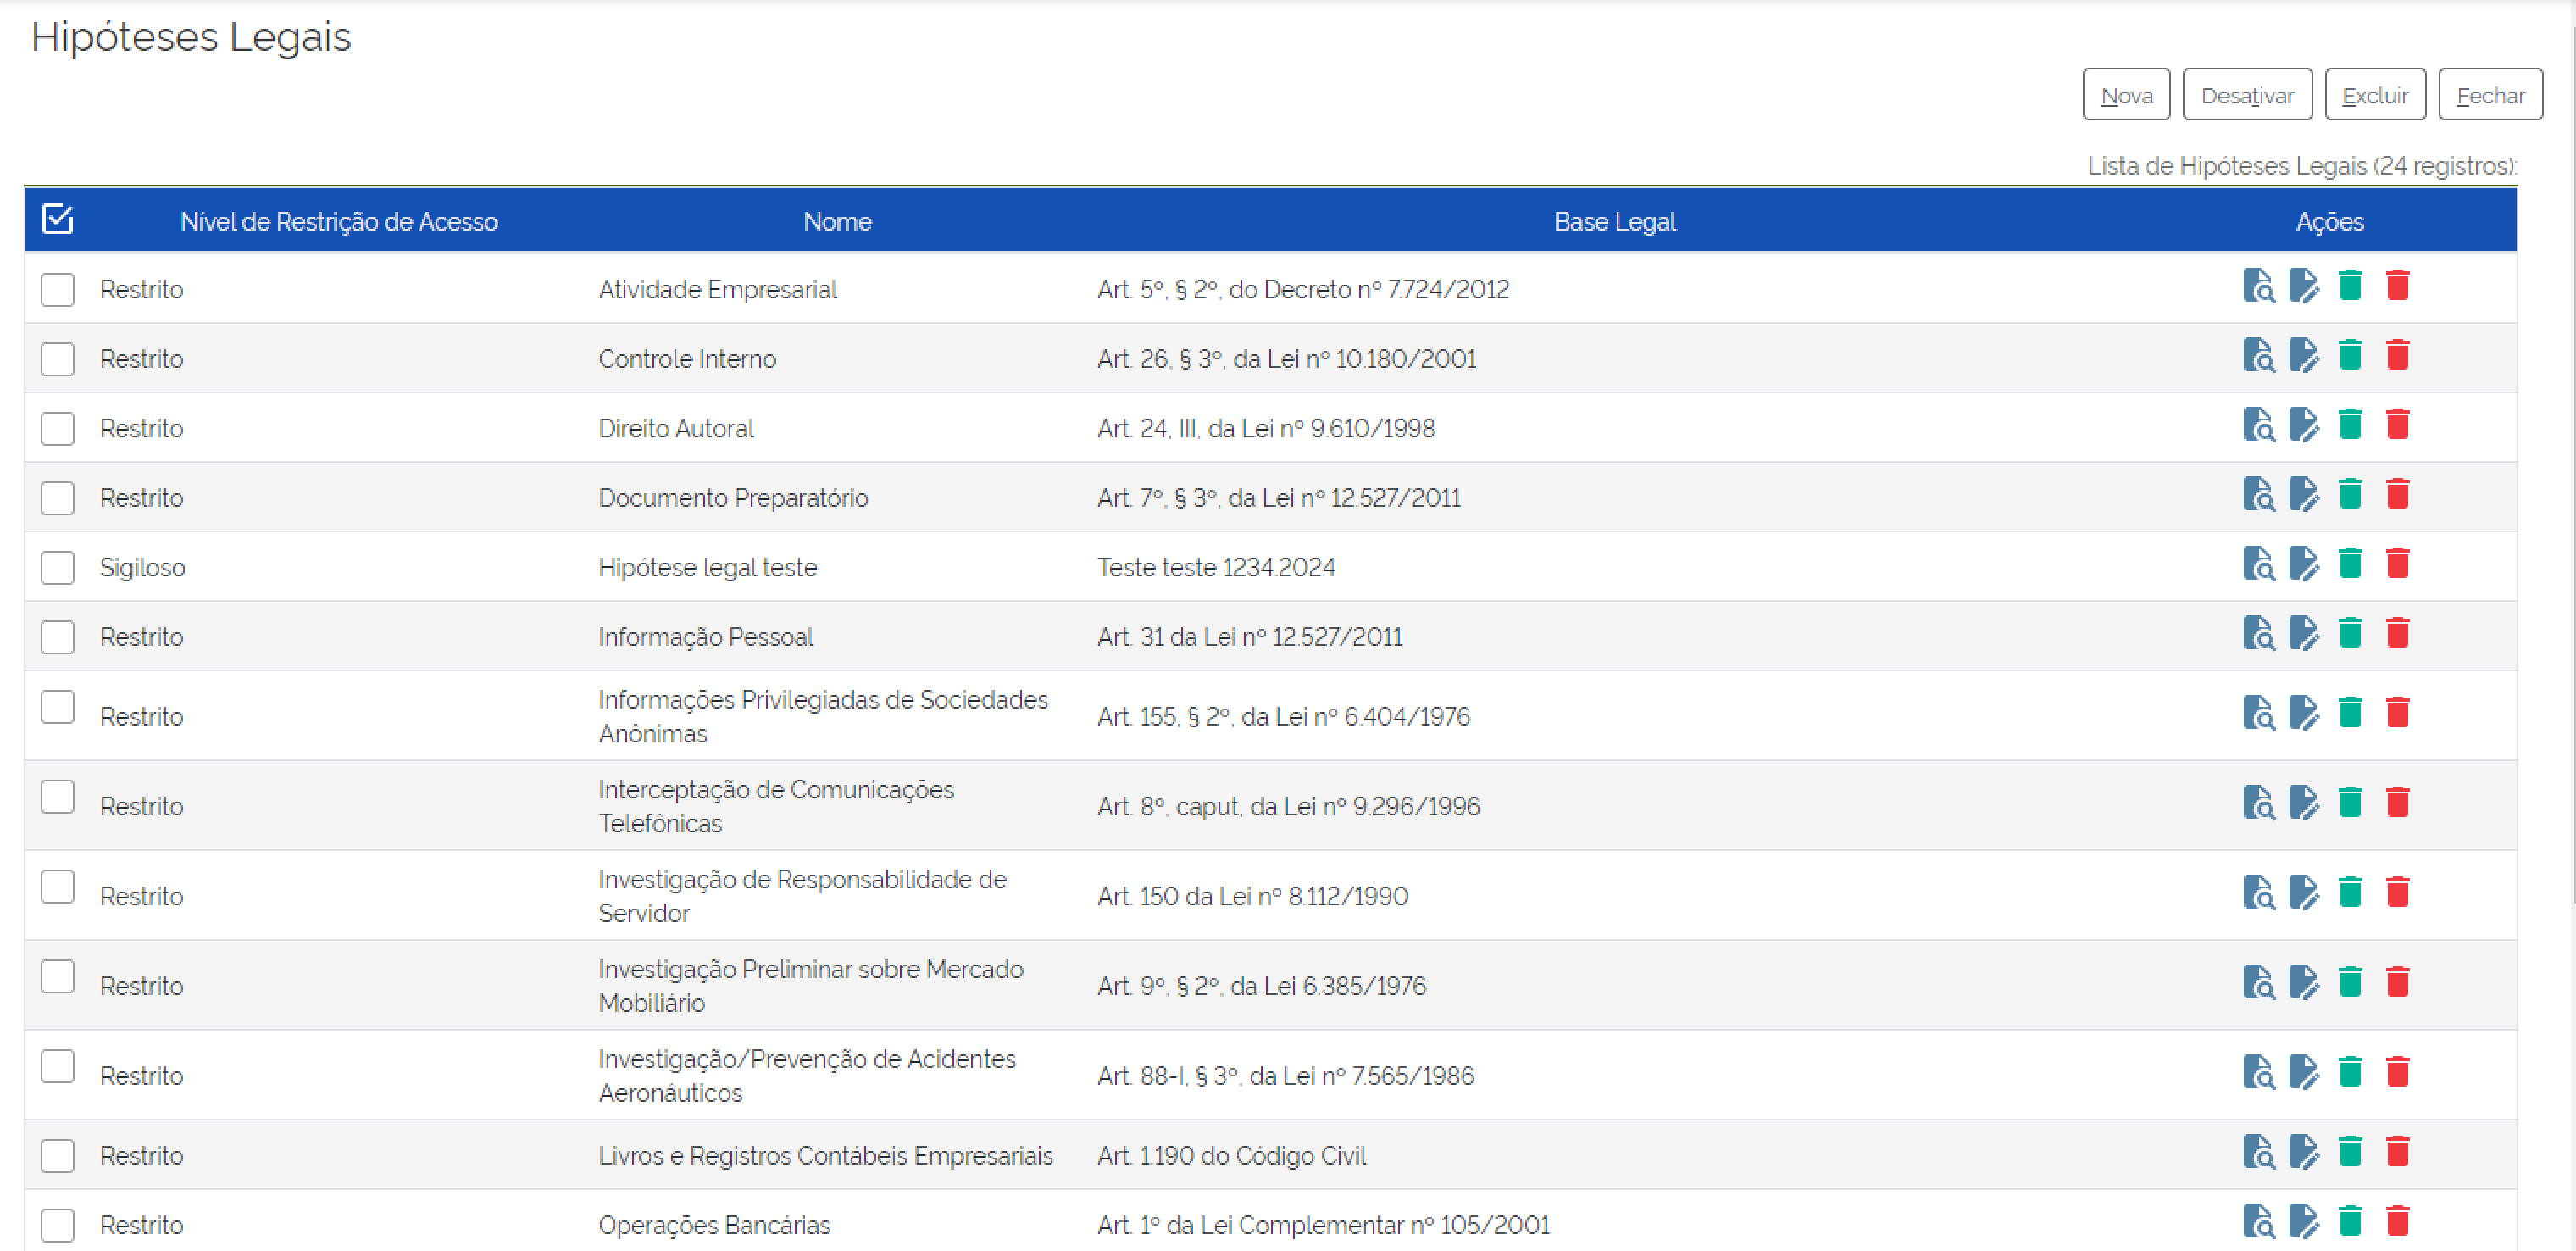 Hipóteses Legais
Nova Desativar Excluir Fechar
Lista de Hipóteses Legais (24 registros):
Nível de Restrição de Acesso Nome Base Legal Ações
Restrito Atividade Empresarial Art. 5º, § 2º, do Decreto nº 7.724/2012
Restrito Controle Interno Art. 26, § 3º, da Lei nº 10.180/2001
Restrito Direito Autoral Art. 24, III, da Lei nº 9.610/1998
Restrito Documento Preparatório Art. 7º, § 3º, da Lei nº 12.527/2011
Sigiloso Hipótese legal teste Teste teste 1234.2024
Restrito Informação Pessoal Art. 31 da Lei nº 12.527/2011
Restrito Informações Privilegiadas de Sociedades
Anônimas Art. 155, § 2º, da Lei nº 6.404/1976
Restrito Interceptação de Comunicações
Telefônicas Art. 8º, caput, da Lei nº 9.296/1996
Restrito Investigação de Responsabilidade de
Servidor Art. 150 da Lei nº 8.112/1990
Restrito Investigação Preliminar sobre Mercado
Mobiliário Art. 9º, § 2º, da Lei 6.385/1976
Restrito Investigação/Prevenção de Acidentes
Aeronáuticos Art. 88-I, § 3º, da Lei nº 7.565/1986
Restrito Livros e Registros Contábeis Empresariais Art. 1.190 do Código Civil
Restrito Operações Bancárias Art. 1º da Lei Complementar nº 105/2001